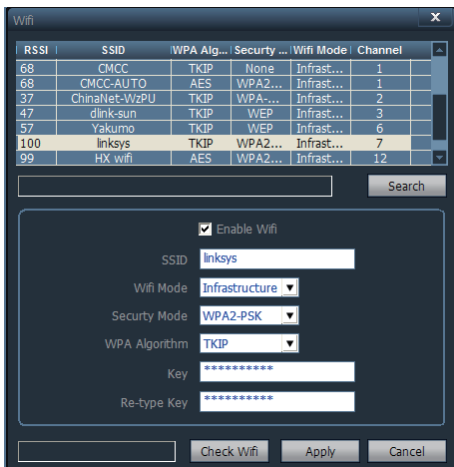 Wifi X
RSSI SSID WPA Alg... Securty ... Wifi Mode Channel
68 CMCC TKIP None Infrast... 1
68 CMCC-AUTO AES WPA2... Infrast... 1
37 ChinaNet-WzPU TKIP WPA-... Infrast... 2
47 dlink-sun TKIP WEP Infrast... 3
57 Yakumo TKIP WEP Infrast... 6
100 linksys TKIP WPA2... Infrast... 7
99 HX wifi AES WPA2... Infrast... 12
Search
Enable Wifi
SSID linksys
Wifi Mode Infrastructure
Securty Mode WPA2-PSK
WPA Algorithm TKIP
Key **********
Re-type Key **********
Check Wifi Apply Cancel